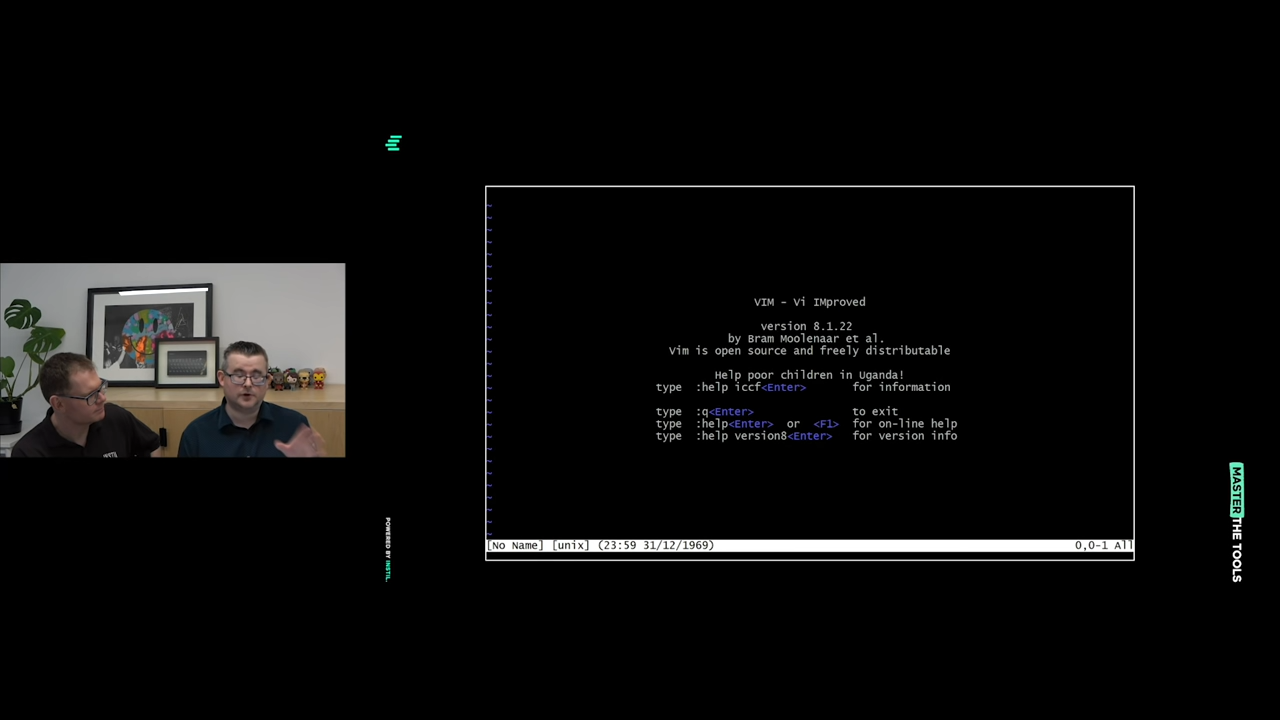 VIM - Vi IMproved
version 8.1.22
by Bram Moolenaar et al.
Vim is open source and freely distributable
Help poor children in Uganda!
type  :help iccf<Enter>       for information
type  :q<Enter>               to exit
type  :help<Enter>  or  <F1>  for on-line help
type  :help version8<Enter>   for version info
[No Name] [unix] (23:59 31/12/1969) 0,0-1 All
POWERED BY INSTIL.
MASTER THE TOOLS